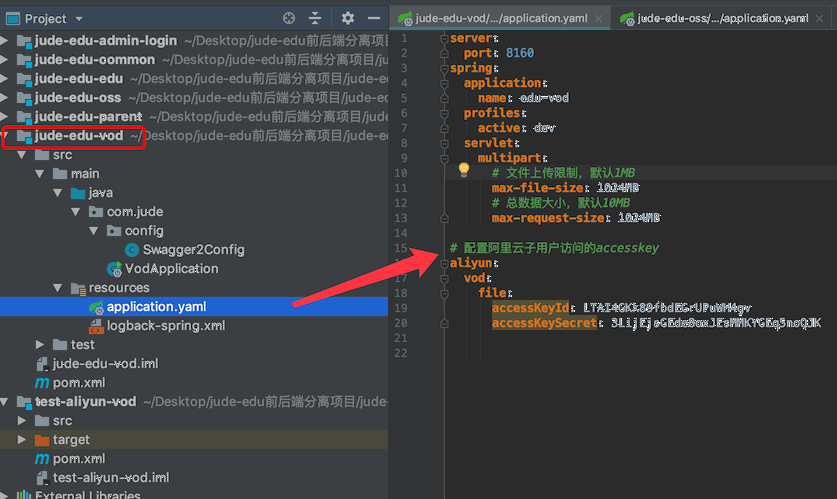 Project
jude-edu-vod/.../application.yaml
jude-edu-oss/.../application.yaml
jude-edu-admin-login ~/Desktop/jude-edu前后端分离项目/jude-
jude-edu-common ~/Desktop/jude-edu前后端分离项目/jude-edu-
jude-edu-edu ~/Desktop/jude-edu前后端分离项目/jude-edu-
jude-edu-oss ~/Desktop/jude-edu前后端分离项目/jude-edu-
jude-edu-parent ~/Desktop/jude-edu前后端分离项目/jude-edu-
jude-edu-vod ~/Desktop/jude-edu前后端分离项目/jude-edu-
src
main
java
com.jude
config
Swagger2Config
VodApplication
resources
application.yaml
logback-spring.xml
test
jude-edu-vod.iml
pom.xml
test-aliyun-vod ~/Desktop/jude-edu前后端分离项目/jude-edu-
src
target
pom.xml
test-aliyun-vod.iml
External Libraries
1 server:
2 port: 8160
3 spring:
4 application:
5 name: edu-vod
6 profiles:
7 active: dev
8 servlet:
9 multipart:
10 # 文件上传限制，默认1MB
11 max-file-size: 1024MB
12 # 总数据大小，默认10MB
13 max-request-size: 1024MB
14
15 # 配置阿里云子用户访问的accesskey
16 aliyun:
17 vod:
18 file:
19 accessKeyId:
20 accessKeySecret:
21
22